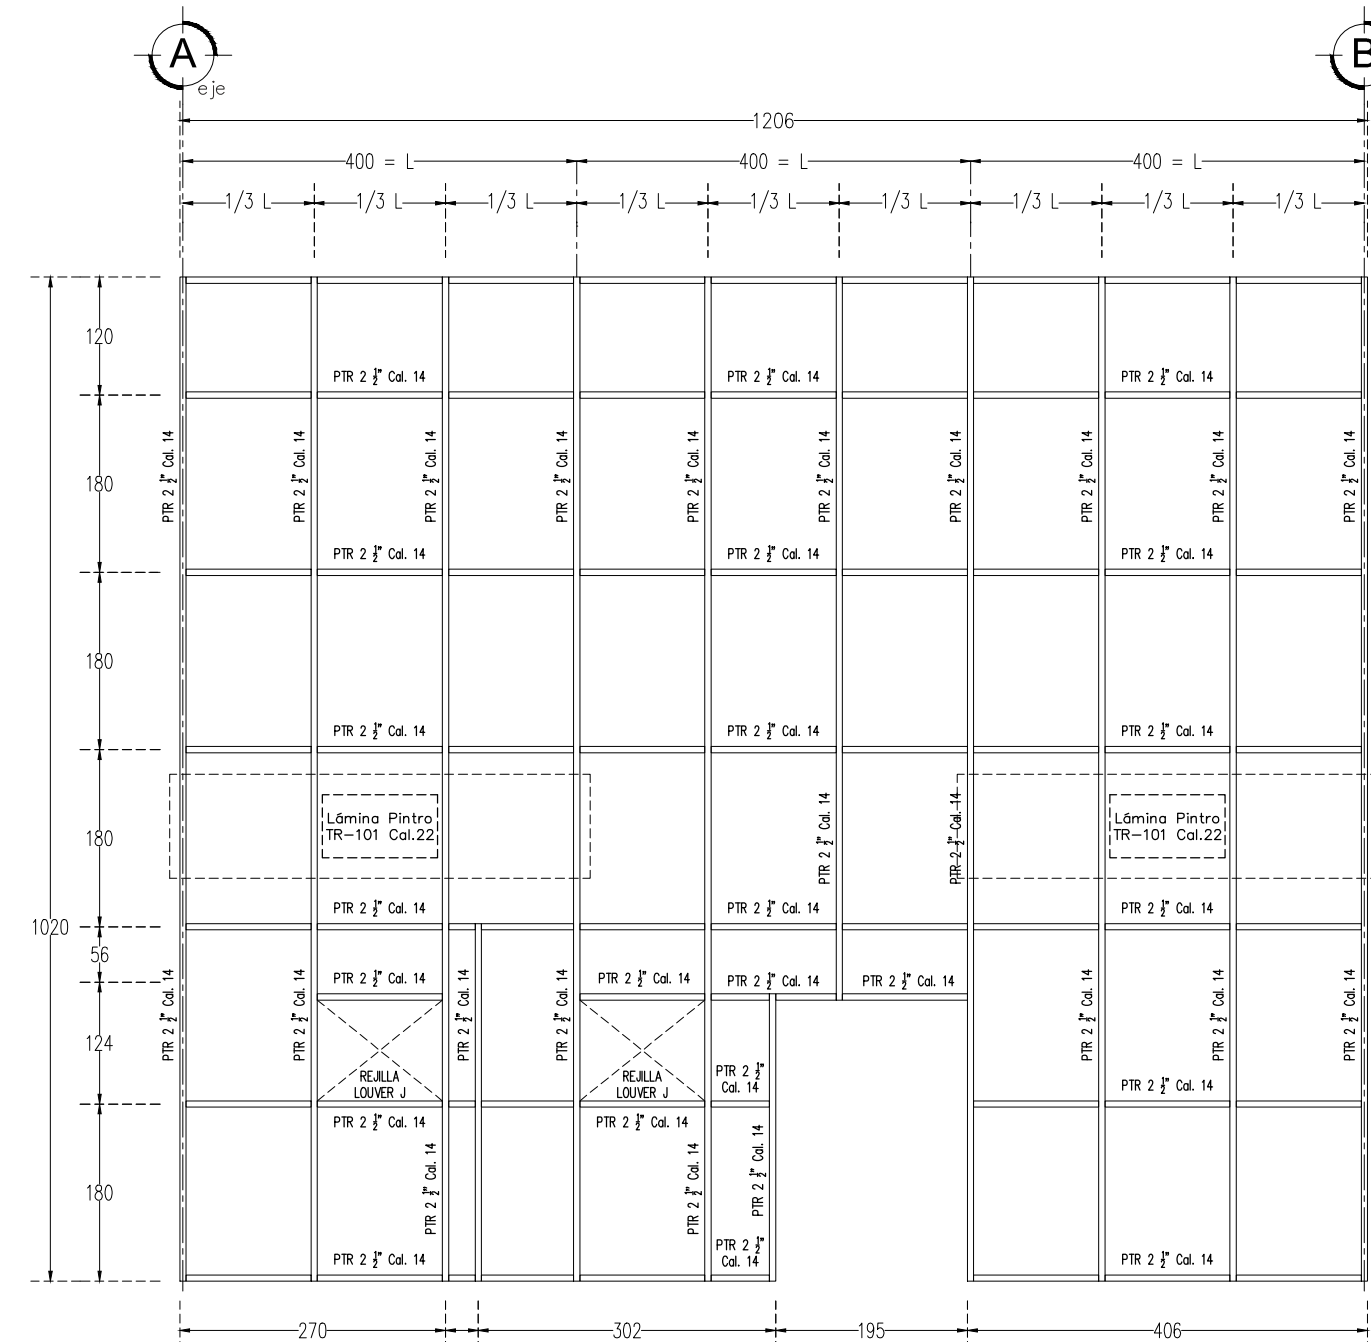 A
B
eje
1206
400 = L
400 = L
400 = L
1/3 L
1/3 L
1/3 L
1/3 L
1/3 L
1/3 L
1/3 L
1/3 L
1/3 L
120
PTR 2 1/2" Cal. 14
PTR 2 1/2" Cal. 14
PTR 2 1/2" Cal. 14
180
PTR 2 1/2" Cal. 14
PTR 2 1/2" Cal. 14
PTR 2 1/2" Cal. 14
PTR 2 1/2" Cal. 14
PTR 2 1/2" Cal. 14
PTR 2 1/2" Cal. 14
PTR 2 1/2" Cal. 14
PTR 2 1/2" Cal. 14
PTR 2 1/2" Cal. 14
PTR 2 1/2" Cal. 14
PTR 2 1/2" Cal. 14
PTR 2 1/2" Cal. 14
PTR 2 1/2" Cal. 14
180
PTR 2 1/2" Cal. 14
PTR 2 1/2" Cal. 14
PTR 2 1/2" Cal. 14
180
Lámina Pintro
TR-101 Cal.22
PTR 2 1/2" Cal. 14
PTR 2 1/2" Cal. 14
Lámina Pintro
TR-101 Cal.22
PTR 2 1/2" Cal. 14
PTR 2 1/2" Cal. 14
PTR 2 1/2" Cal. 14
1020
56
PTR 2 1/2" Cal. 14
PTR 2 1/2" Cal. 14
PTR 2 1/2" Cal. 14
PTR 2 1/2" Cal. 14
PTR 2 1/2" Cal. 14
PTR 2 1/2" Cal. 14
PTR 2 1/2" Cal. 14
PTR 2 1/2" Cal. 14
PTR 2 1/2" Cal. 14
PTR 2 1/2" Cal. 14
PTR 2 1/2" Cal. 14
124
REJILLA
LOUVER J
REJILLA
LOUVER J
PTR 2 1/2"
Cal. 14
PTR 2 1/2" Cal. 14
PTR 2 1/2" Cal. 14
PTR 2 1/2" Cal. 14
180
PTR 2 1/2" Cal. 14
PTR 2 1/2" Cal. 14
PTR 2 1/2" Cal. 14
PTR 2 1/2" Cal. 14
PTR 2 1/2"
Cal. 14
PTR 2 1/2" Cal. 14
270
302
195
406